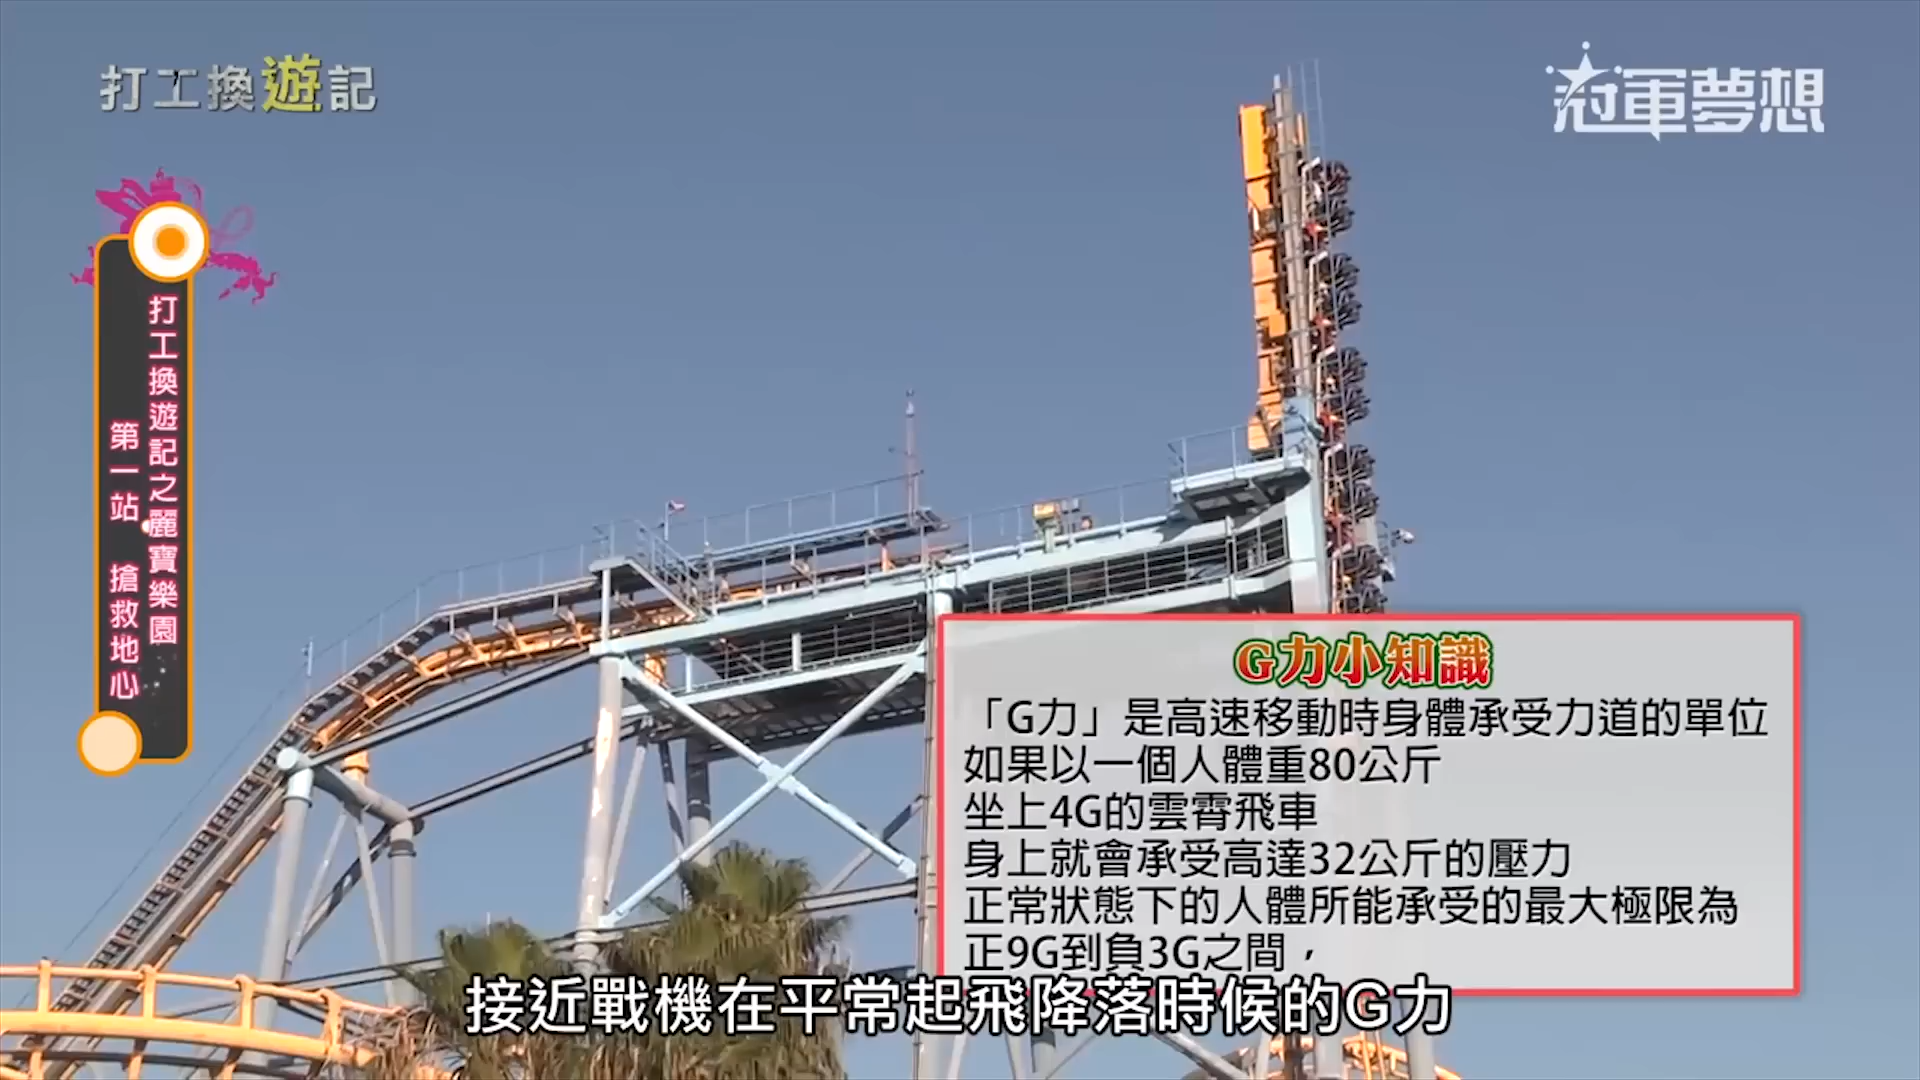 打工換遊記
冠軍夢想
打工換遊記之麗寶樂園
第一站 搶救地心
G力小知識
「G力」是高速移動時身體承受力道的單位
如果以一個人體重80公斤
坐上4G的雲霄飛車
身上就會承受高達32公斤的壓力
正常狀態下的人體所能承受的最大極限為
正9G到負3G之間，
接近戰機在平常起飛降落時候的G力